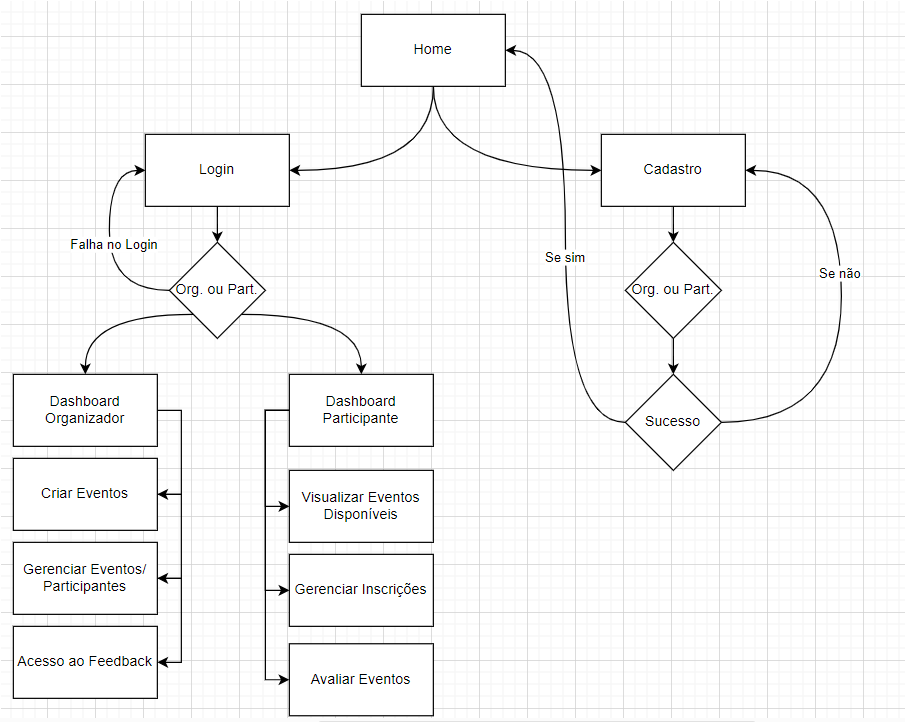 Home
Login
Cadastro
Falha no Login
Se sim
Se não
Org. ou Part.
Org. ou Part.
Dashboard
Organizador
Dashboard
Participante
Sucesso
Criar Eventos
Visualizar Eventos
Disponíveis
Gerenciar Eventos/
Participantes
Gerenciar Inscrições
Acesso ao Feedback
Avaliar Eventos